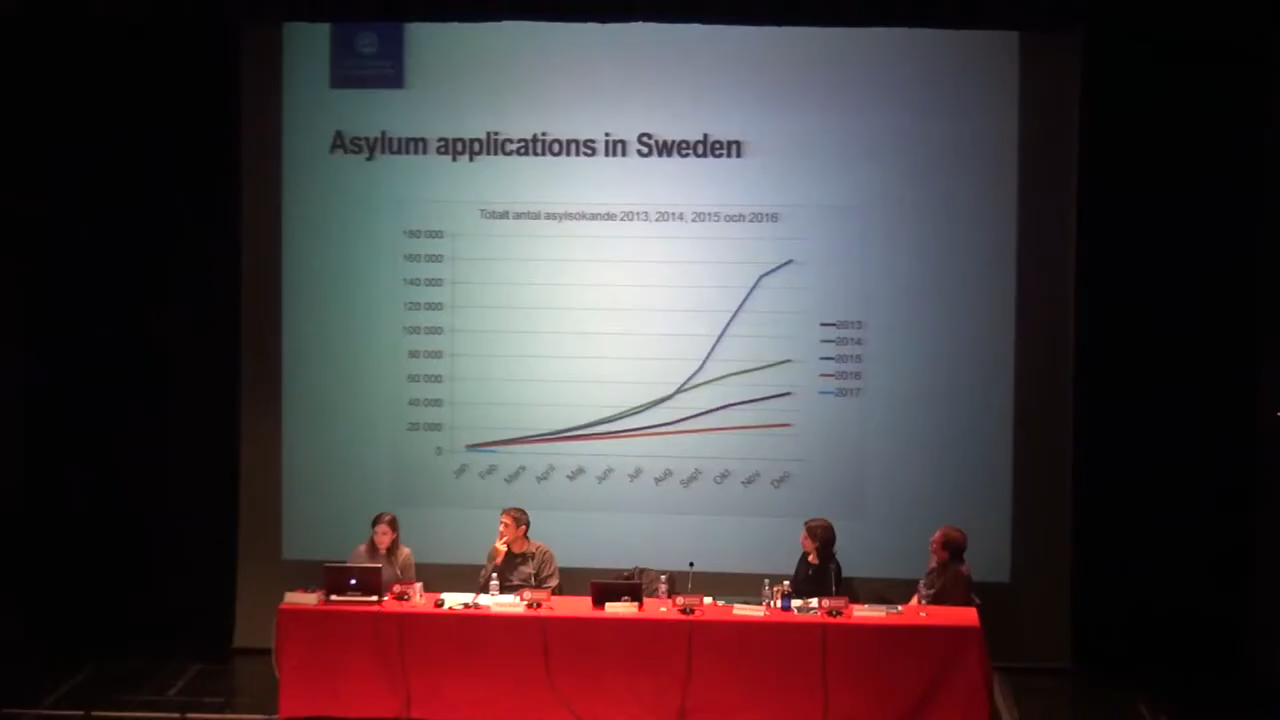 Asylum applications in Sweden
Totalt antal asylsökande 2013, 2014, 2015 och 2016
180 000
160 000
140 000
120 000
100 000
80 000
60 000
40 000
20 000
0
Jan
Feb
Mars
April
Maj
Juni
Juli
Aug
Sept
Okt
Nov
Dec
2013
2014
2015
2016
2017